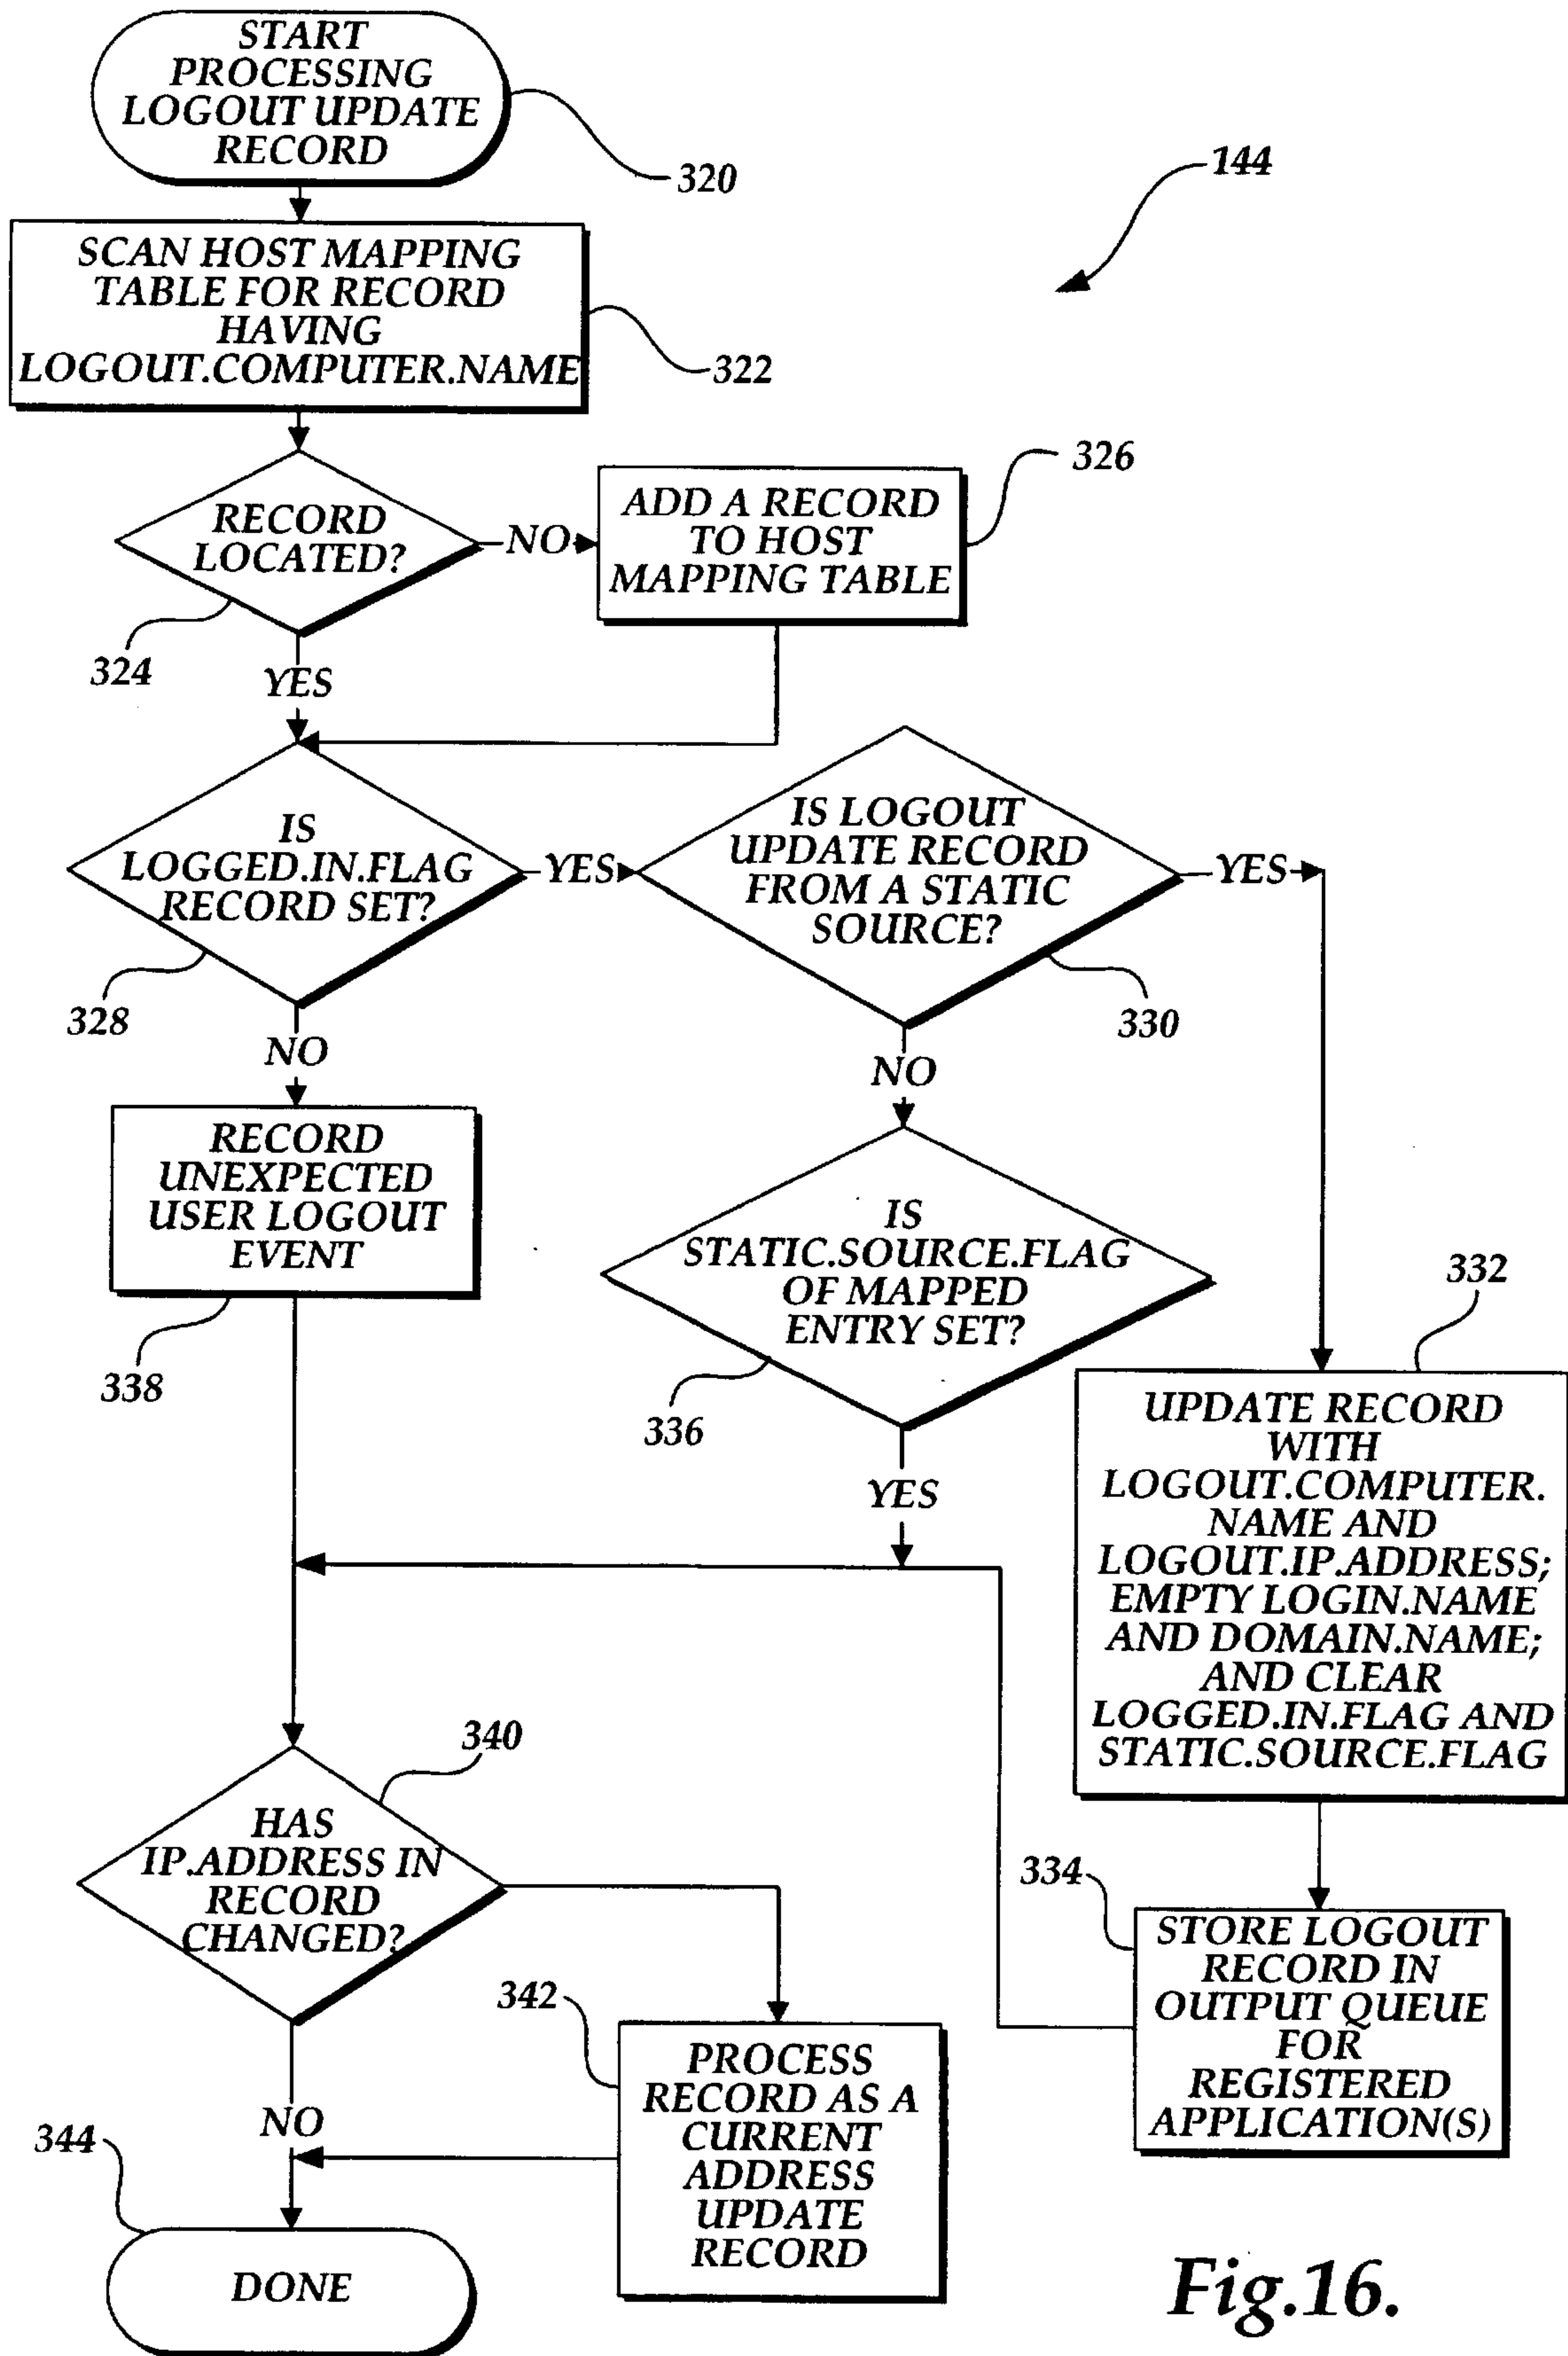 START
PROCESSING
LOGOUT UPDATE
RECORD
320
144
SCAN HOST MAPPING
TABLE FOR RECORD
HAVING
LOGOUT.COMPUTER.NAME
322
RECORD
LOCATED?
324
NO
ADD A RECORD
TO HOST
MAPPING TABLE
326
YES
IS
LOGGED.IN.FLAG
RECORD SET?
328
YES
IS LOGOUT
UPDATE RECORD
FROM A STATIC
SOURCE?
330
YES
NO
NO
RECORD
UNEXPECTED
USER LOGOUT
EVENT
338
IS
STATIC.SOURCE.FLAG
OF MAPPED
ENTRY SET?
336
YES
332
UPDATE RECORD
WITH
LOGOUT.COMPUTER.
NAME AND
LOGOUT.IP.ADDRESS;
EMPTY LOGIN.NAME
AND DOMAIN.NAME;
AND CLEAR
LOGGED.IN.FLAG AND
STATIC.SOURCE.FLAG
340
HAS
IP.ADDRESS IN
RECORD
CHANGED?
334
STORE LOGOUT
RECORD IN
OUTPUT QUEUE
FOR
REGISTERED
APPLICATION(S)
342
PROCESS
RECORD AS A
CURRENT
ADDRESS
UPDATE
RECORD
NO
344
DONE
Fig.16.